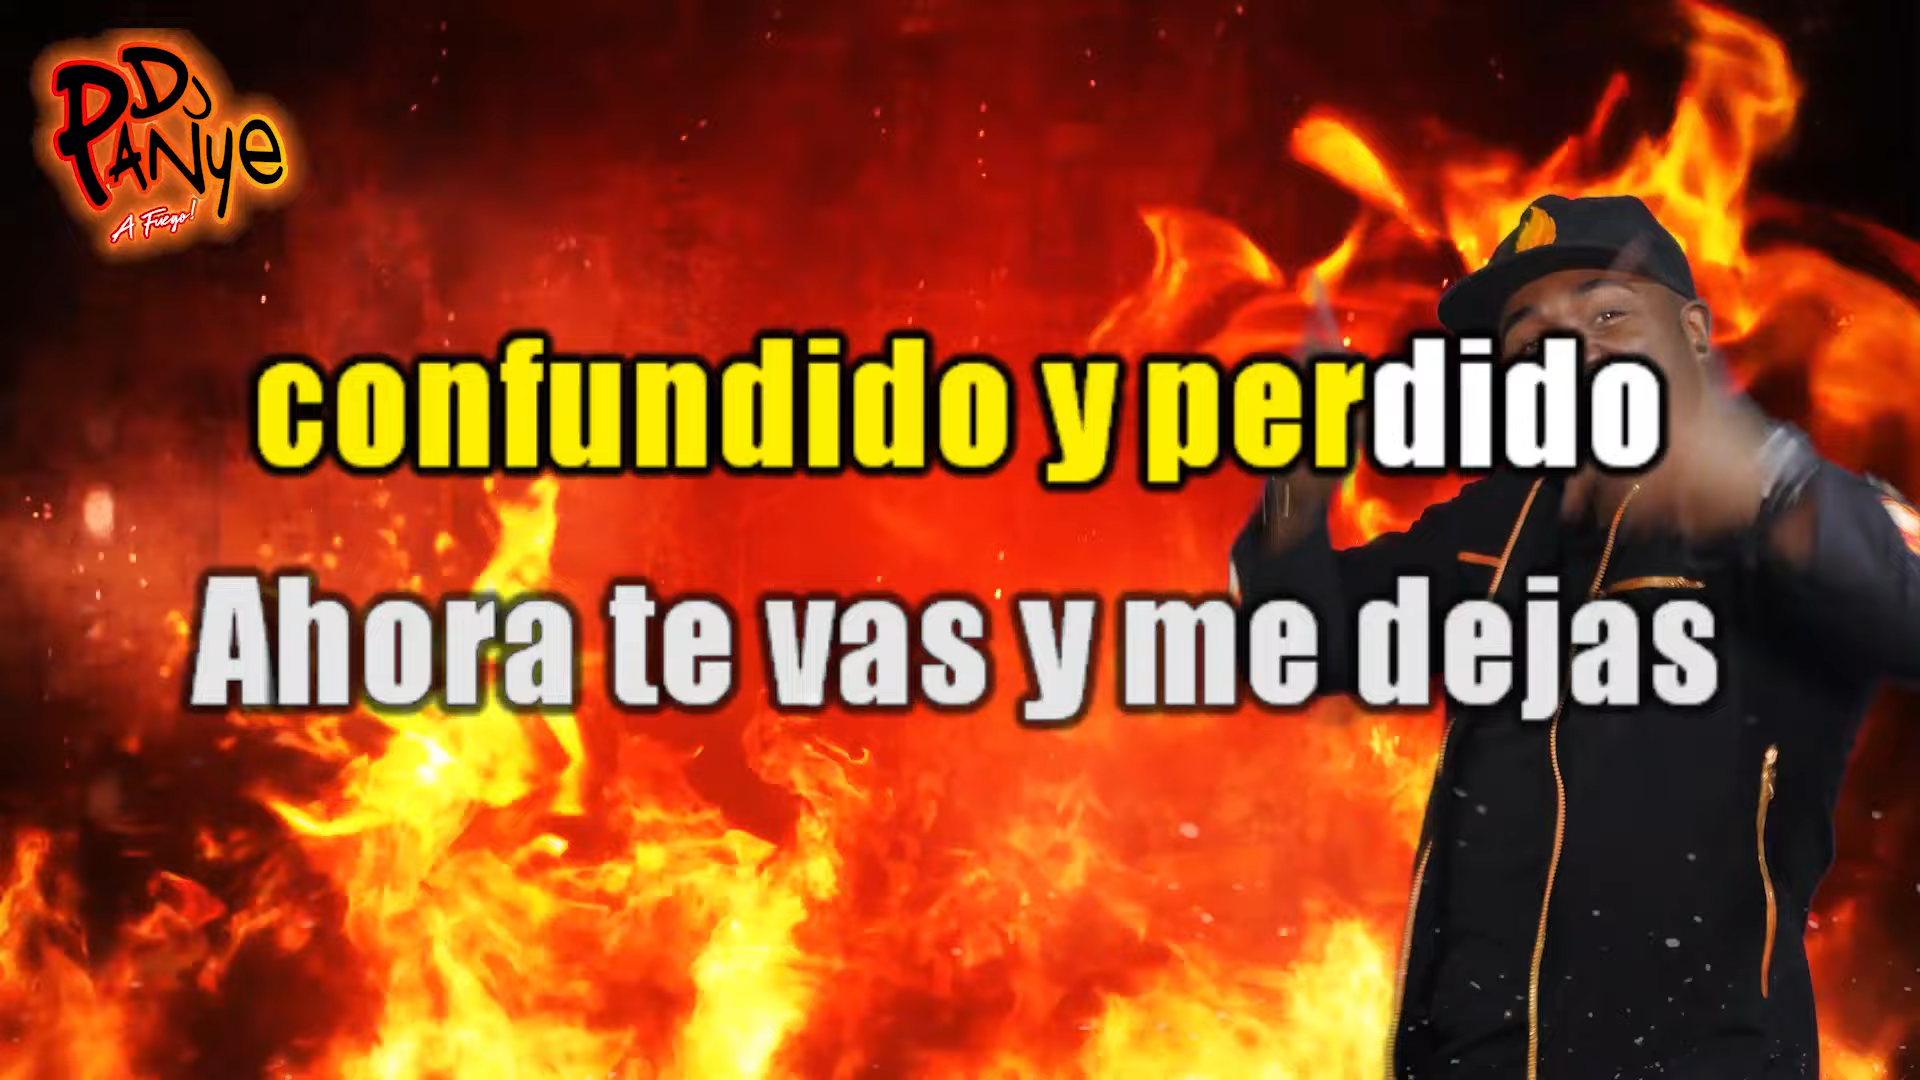 DJ
PANye
A Fuego!
confundido y perdido
Ahora te vas y me dejas